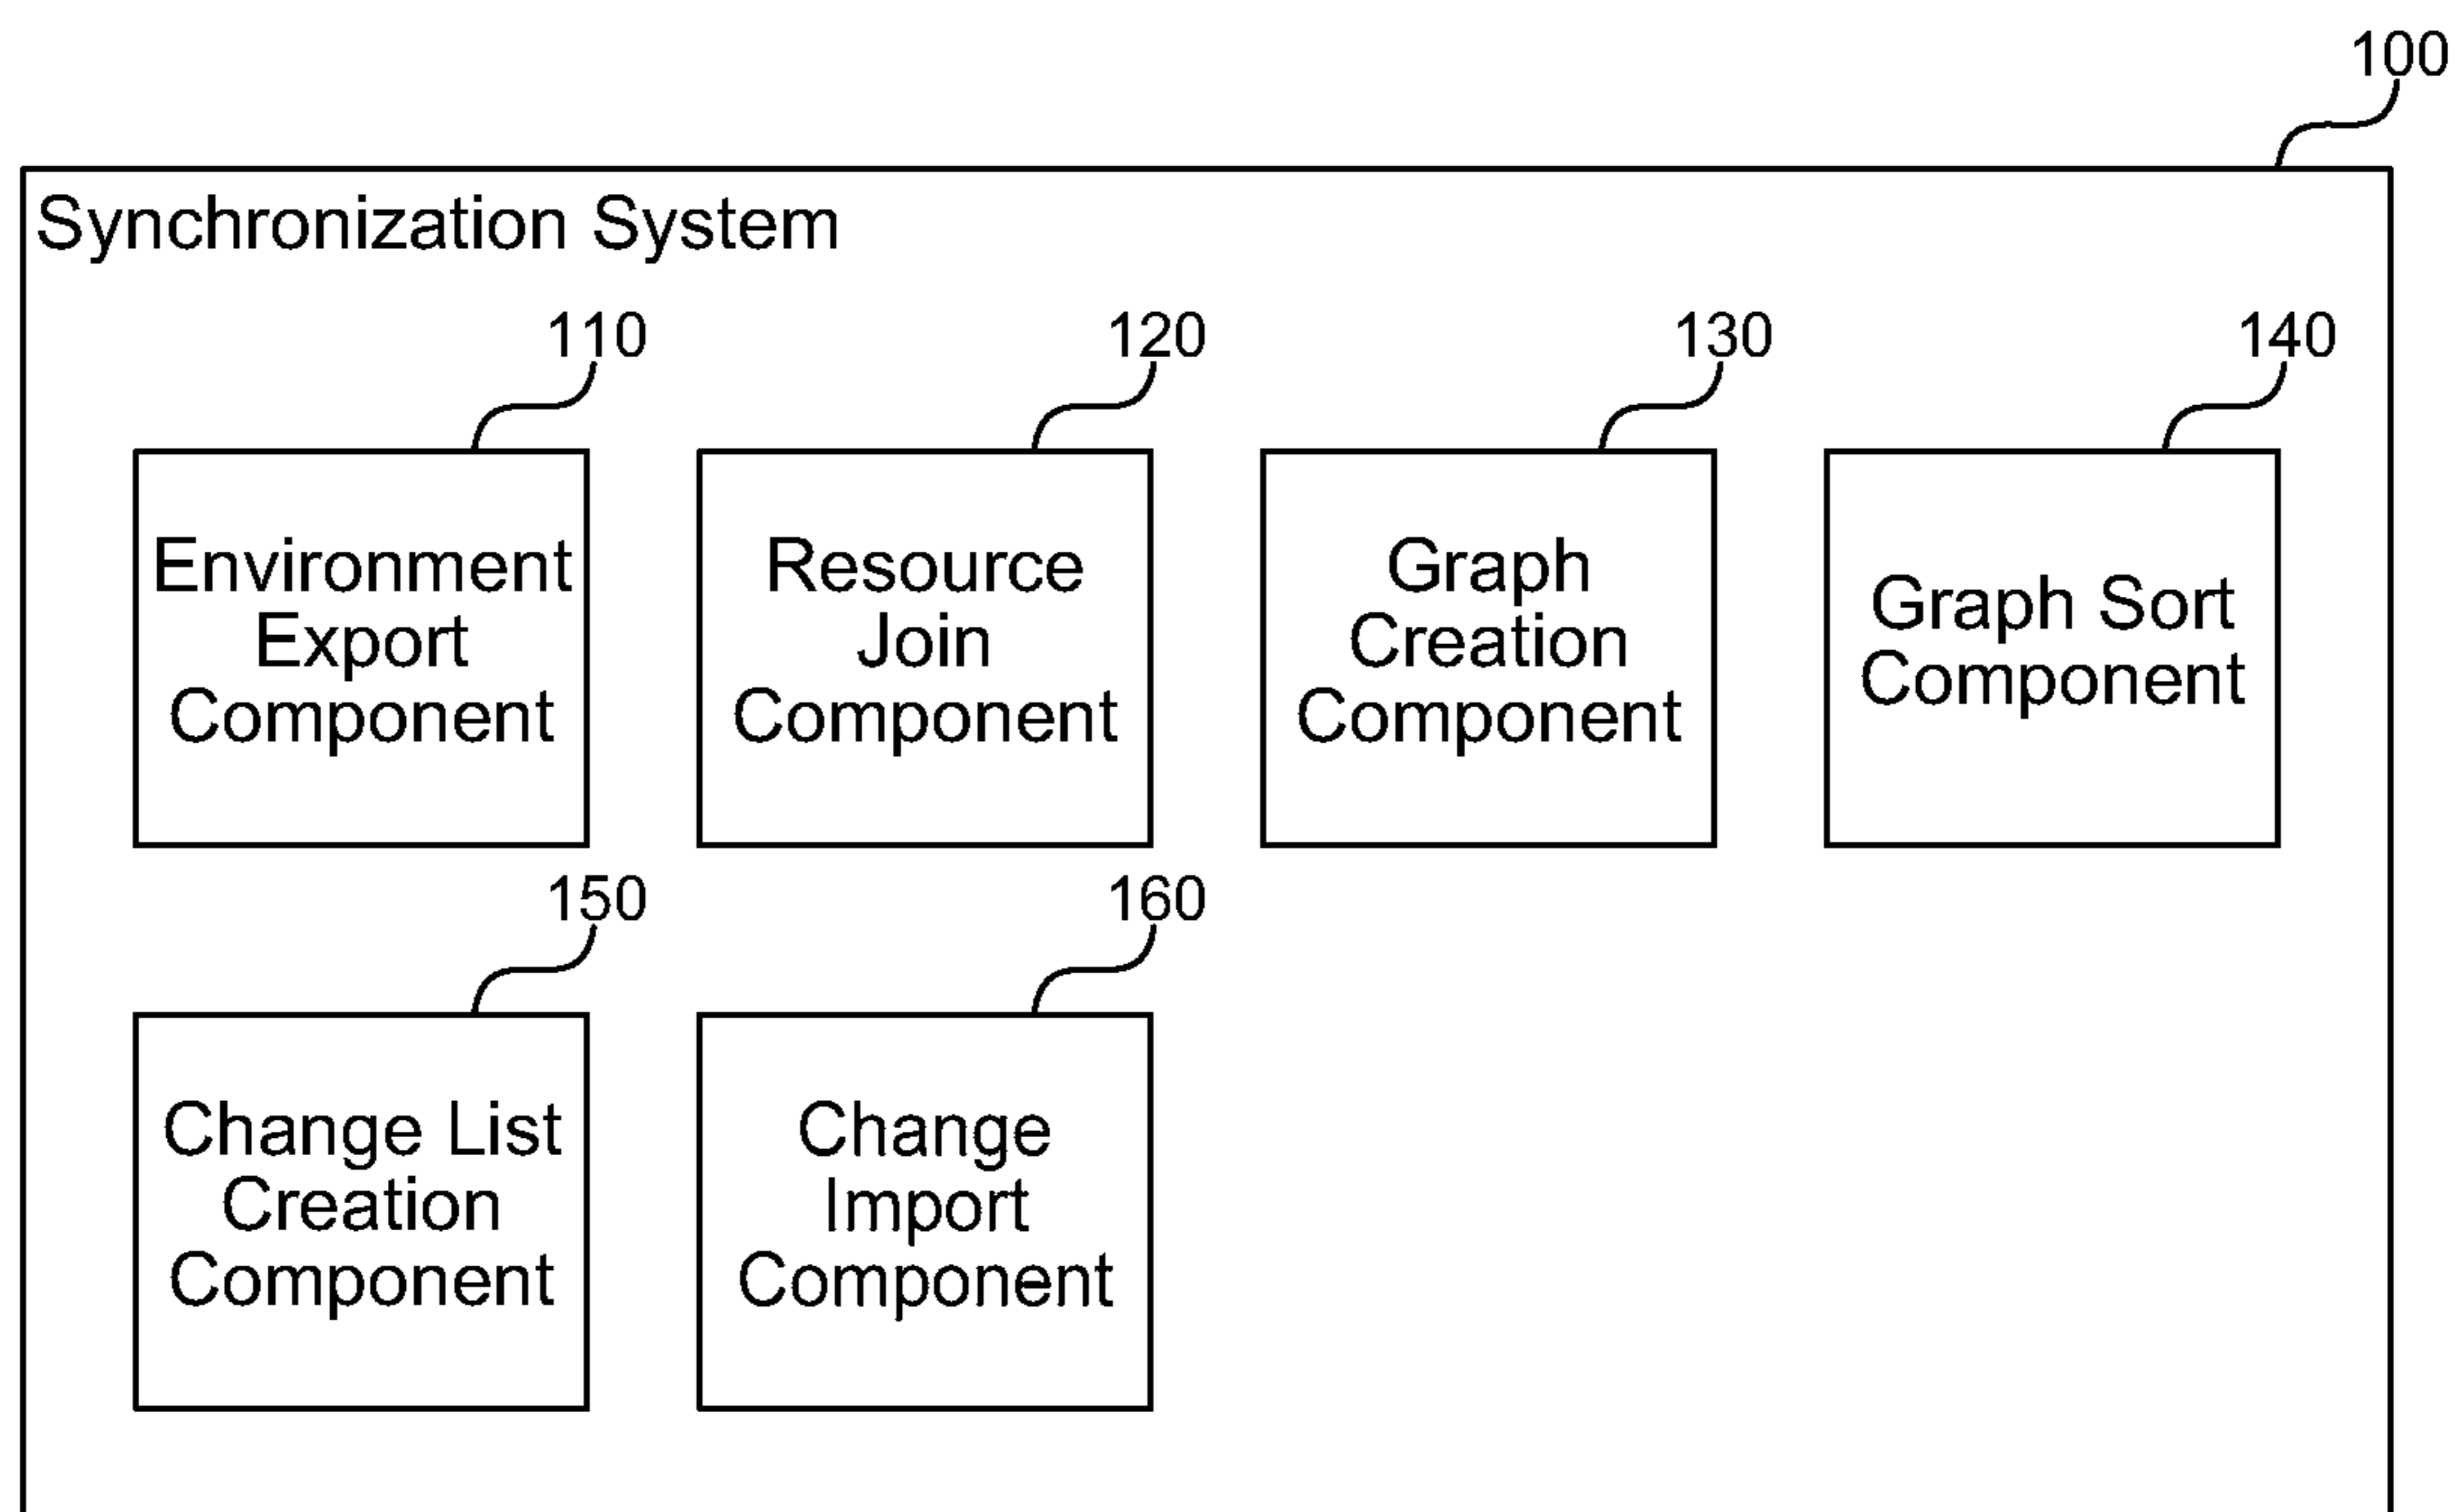 100
Synchronization System
110
120
130
140
Environment
Export
Component
Resource
Join
Component
Graph
Creation
Component
Graph Sort
Component
150
160
Change List
Creation
Component
Change
Import
Component